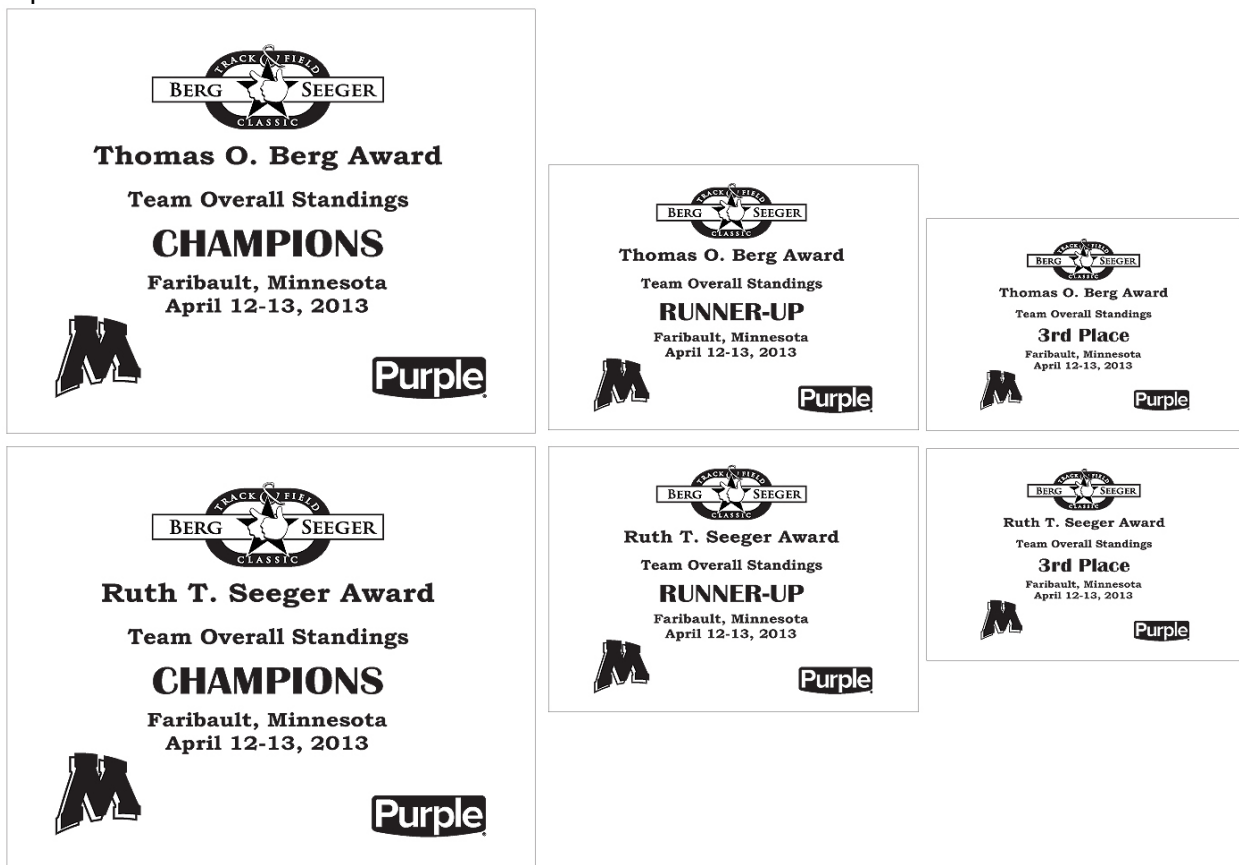 TRACK & FIELD
BERG SEEGER
CLASSIC
Thomas O. Berg Award
Team Overall Standings
CHAMPIONS
Faribault, Minnesota
April 12-13, 2013
M
Purple
TRACK & FIELD
BERG SEEGER
CLASSIC
Thomas O. Berg Award
Team Overall Standings
RUNNER-UP
Faribault, Minnesota
April 12-13, 2013
M
Purple
TRACK & FIELD
BERG SEEGER
CLASSIC
Thomas O. Berg Award
Team Overall Standings
3rd Place
Faribault, Minnesota
April 12-13, 2013
M
Purple
TRACK & FIELD
BERG SEEGER
CLASSIC
Ruth T. Seeger Award
Team Overall Standings
CHAMPIONS
Faribault, Minnesota
April 12-13, 2013
M
Purple
TRACK & FIELD
BERG SEEGER
CLASSIC
Ruth T. Seeger Award
Team Overall Standings
RUNNER-UP
Faribault, Minnesota
April 12-13, 2013
M
Purple
TRACK & FIELD
BERG SEEGER
CLASSIC
Ruth T. Seeger Award
Team Overall Standings
3rd Place
Faribault, Minnesota
April 12-13, 2013
M
Purple